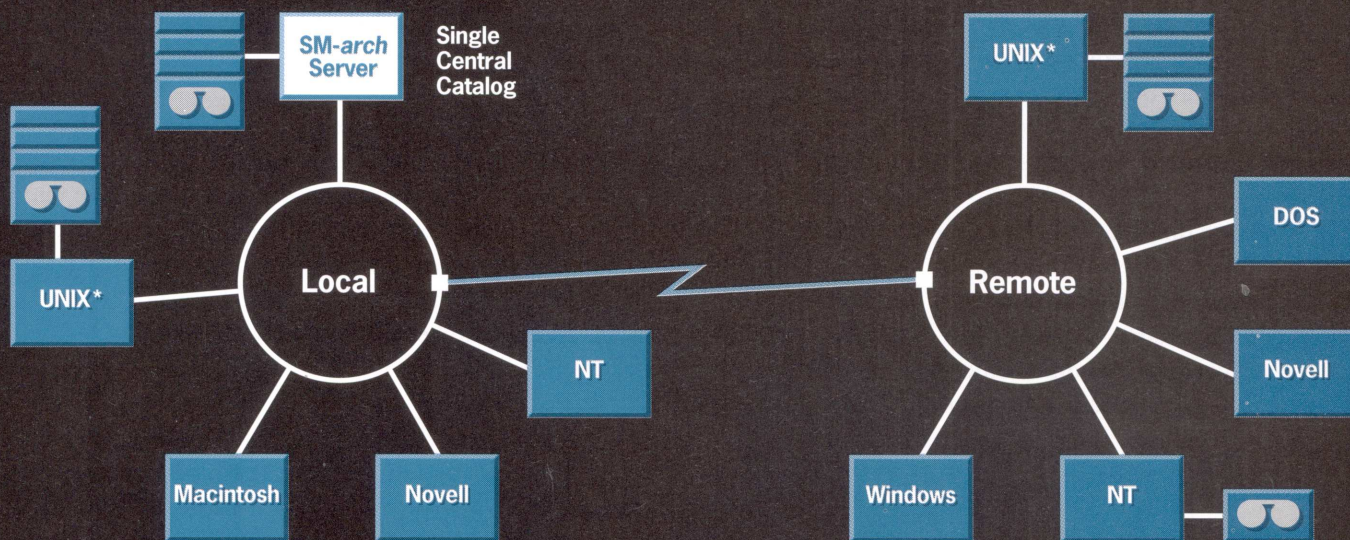 SM-arch
Server
Single
Central
Catalog
UNIX*
DOS
UNIX*
Local
Remote
NT
Novell
Macintosh
Novell
Windows
NT